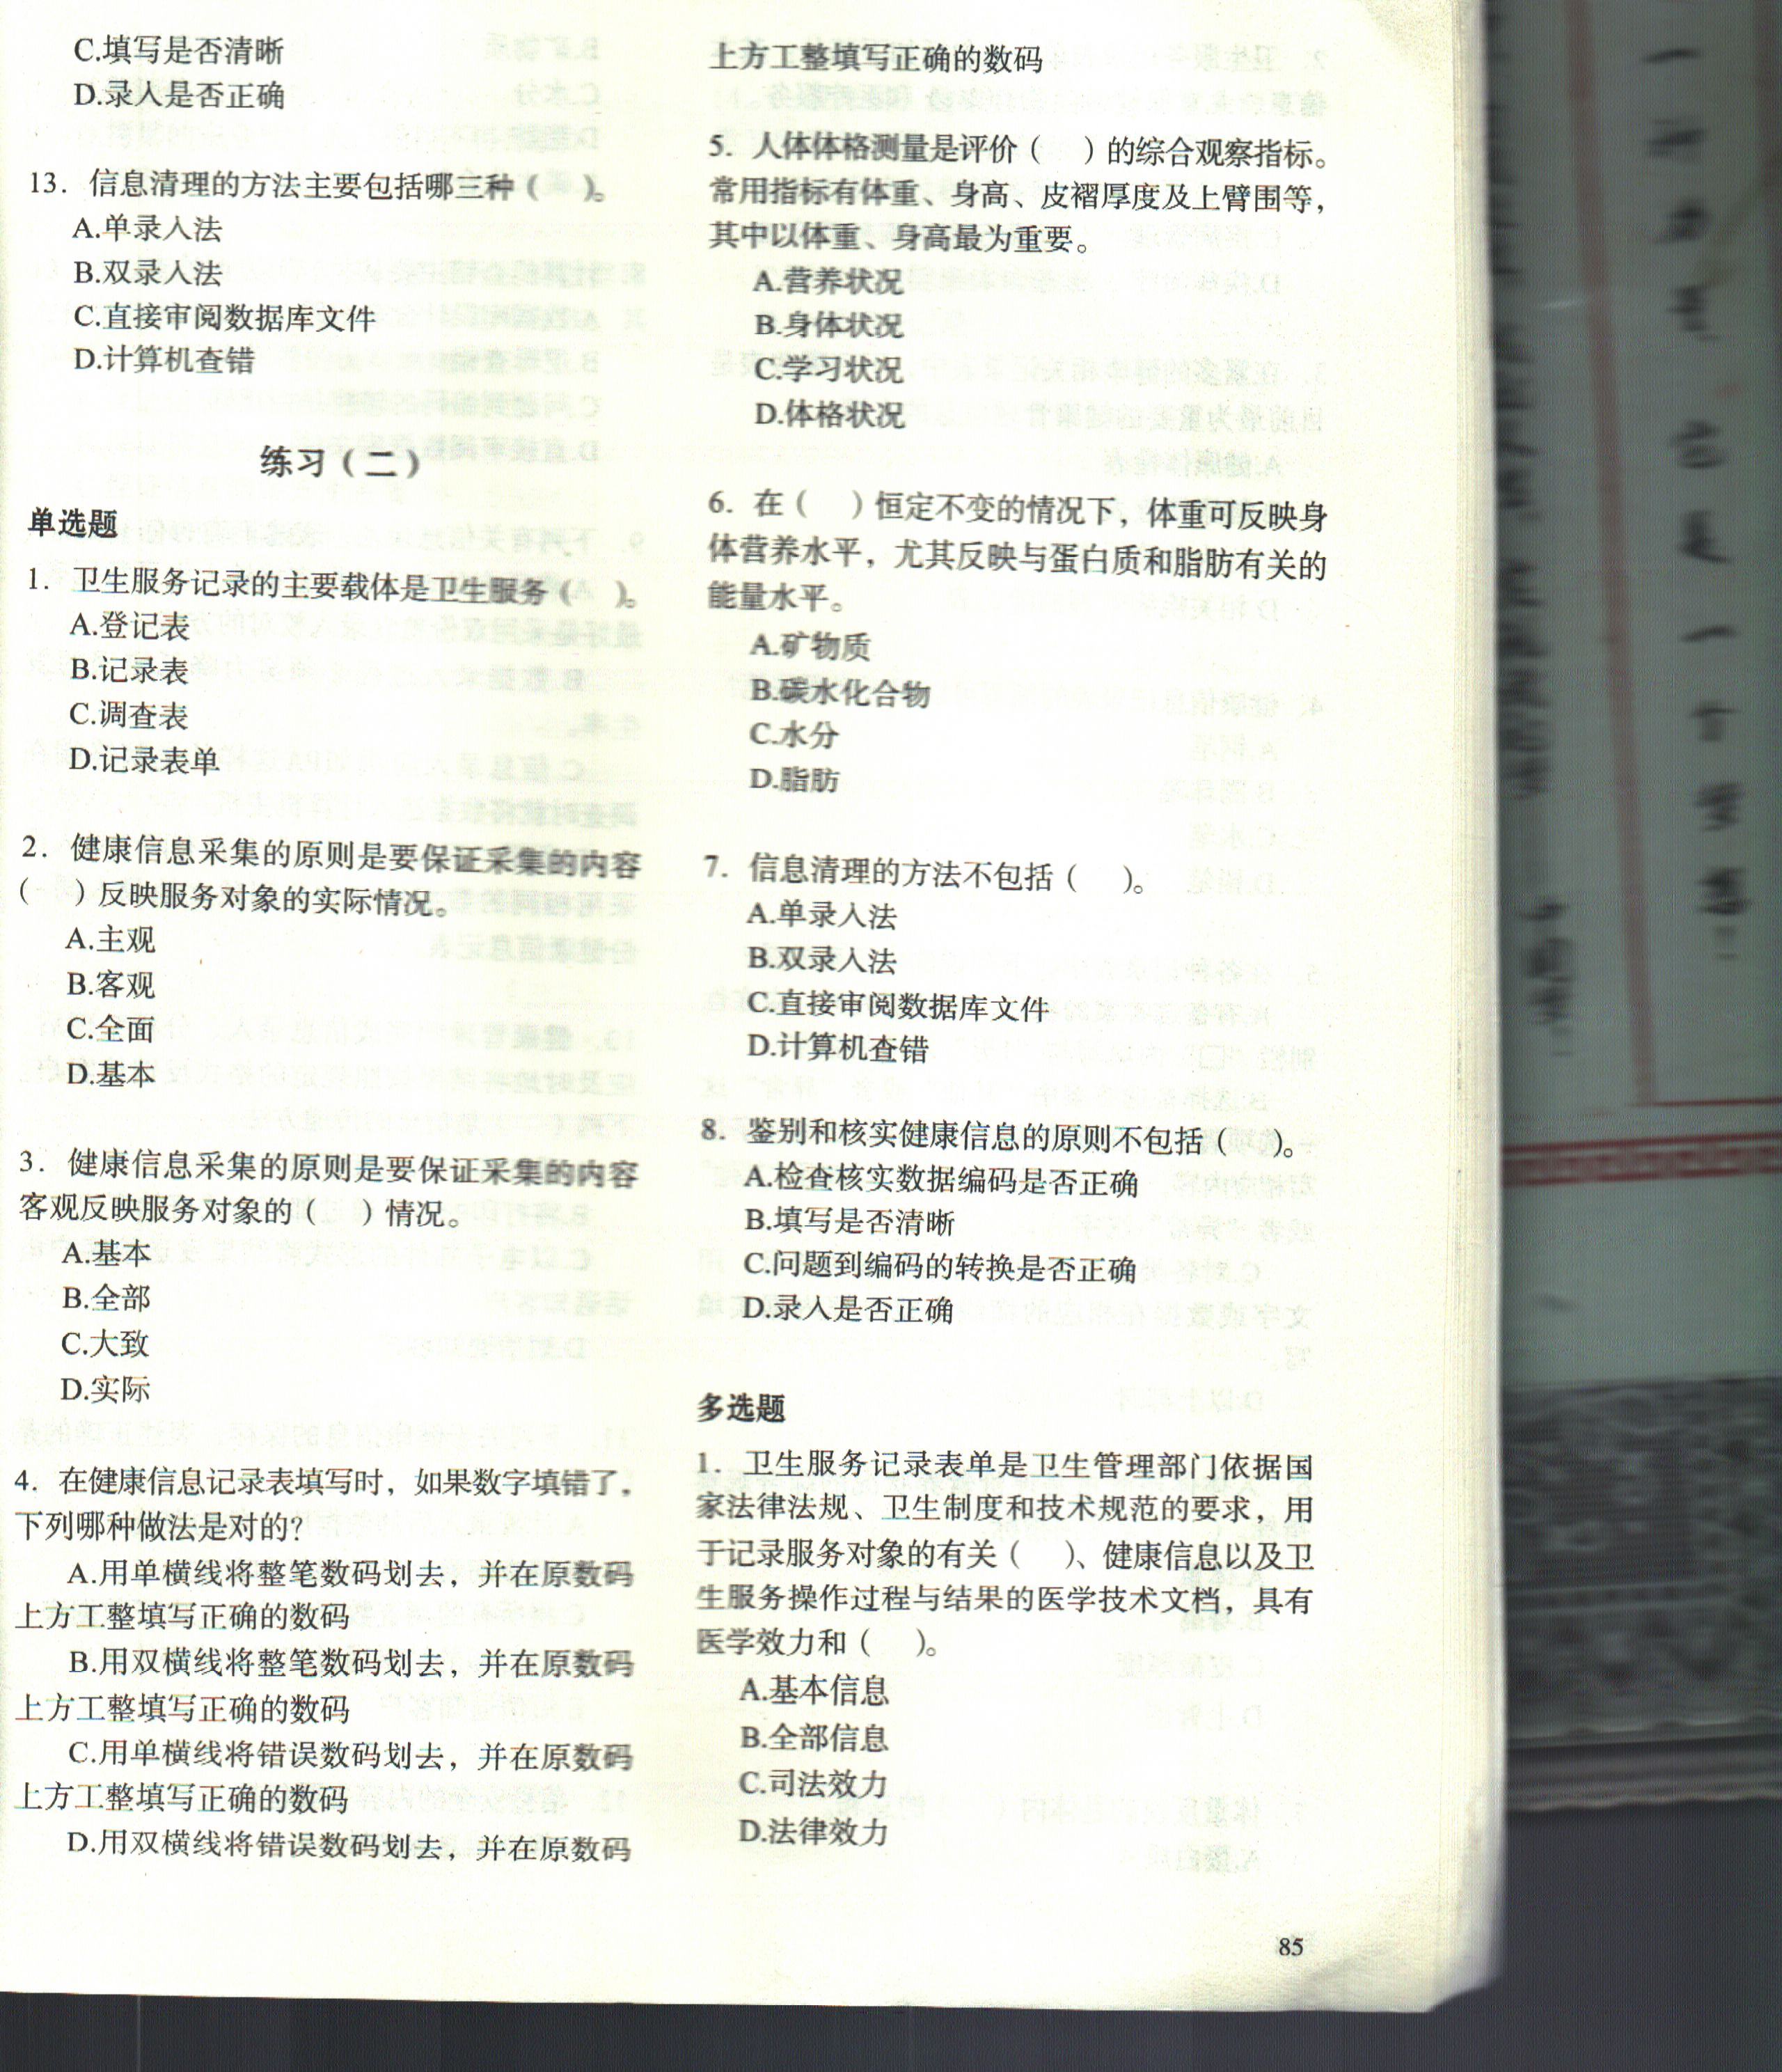 C.填写是否清晰
D.录人是否正确
13. 信息清理的方法主要包括哪三种（ ）。
A.单录入法
B.双录入法
C.直接审阅数据库文件
D.计算机查错
练习（二）
单选题
1. 卫生服务记录的主要载体是卫生服务（ ）。
A.登记表
B.记录表
C.调查表
D.记录表单
2. 健康信息采集的原则是要保证采集的内容
（ ）反映服务对象的实际情况。
A.主观
B.客观
C.全面
D.基本
3. 健康信息采集的原则是要保证采集的内容
客观反映服务对象的（ ）情况。
A.基本
B.全部
C.大致
D.实际
4. 在健康信息记录表填写时，如果数字填错了，
下列哪种做法是对的?
A.用单横线将整笔数码划去，并在原数码
上方工整填写正确的数码
B.用双横线将整笔数码划去，并在原数码
上方工整填写正确的数码
C.用单横线将错误数码划去，并在原数码
上方工整填写正确的数码
D.用双横线将错误数码划去，并在原数码
上方工整填写正确的数码
5. 人体体格测量是评价（ ）的综合观察指标。
常用指标有体重、身高、皮褶厚度及上臂围等，
其中以体重、身高最为重要。
A.营养状况
B.身体状况
C.学习状况
D.体格状况
6. 在（ ）恒定不变的情况下，体重可反映身
体营养水平，尤其反映与蛋白质和脂肪有关的
能量水平。
A.矿物质
B.碳水化合物
C.水分
D.脂肪
7. 信息清理的方法不包括（ ）。
A.单录入法
B.双录入法
C.直接审阅数据库文件
D.计算机查错
8. 鉴别和核实健康信息的原则不包括（ ）。
A.检查核实数据编码是否正确
B.填写是否清晰
C.问题到编码的转换是否正确
D.录人是否正确
多选题
1. 卫生服务记录表单是卫生管理部门依据国
家法律法规、卫生制度和技术规范的要求，用
于记录服务对象的有关（ ）、健康信息以及卫
生服务操作过程与结果的医学技术文档，具有
医学效力和（ ）。
A.基本信息
B.全部信息
C.司法效力
D.法律效力
85